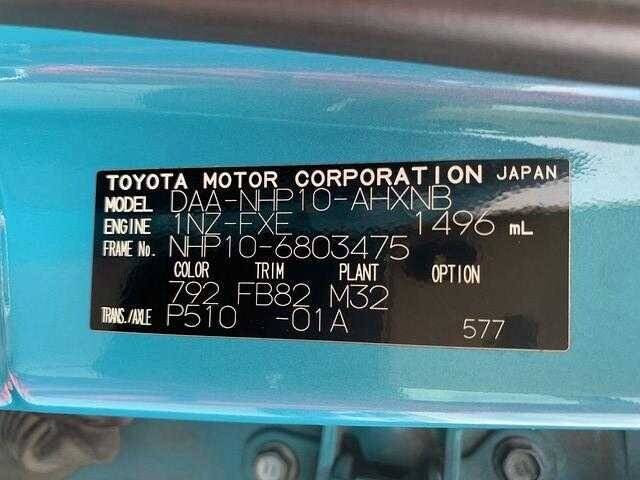 TOYOTA MOTOR CORPORATION JAPAN
MODEL DAA-NHP10-AHXNB
ENGINE 1NZ-FXE 1496 mL
FRAME No. NHP10-6803475
COLOR TRIM PLANT OPTION
792 FB82 M32
TRANS./AXLE P510 -01A 577